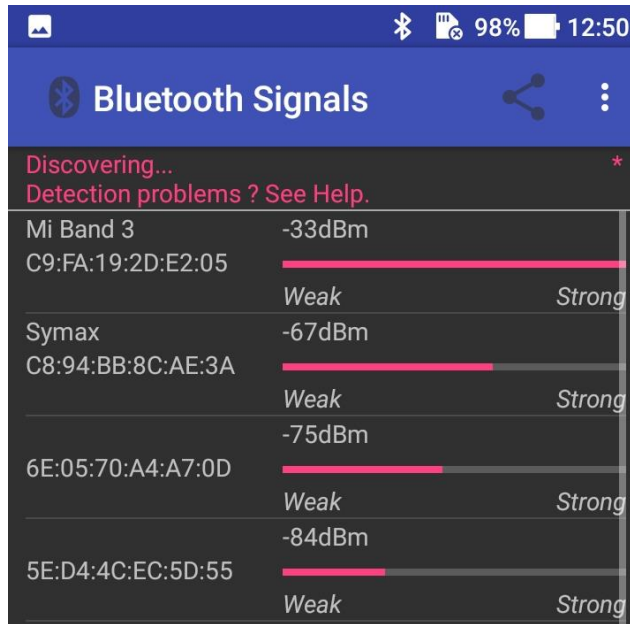 98% 12:50
Bluetooth Signals
Discovering... *
Detection problems ? See Help.
Mi Band 3 -33dBm
C9:FA:19:2D:E2:05
Weak Strong
Symax -67dBm
C8:94:BB:8C:AE:3A
Weak Strong
-75dBm
6E:05:70:A4:A7:0D
Weak Strong
-84dBm
5E:D4:4C:EC:5D:55
Weak Strong